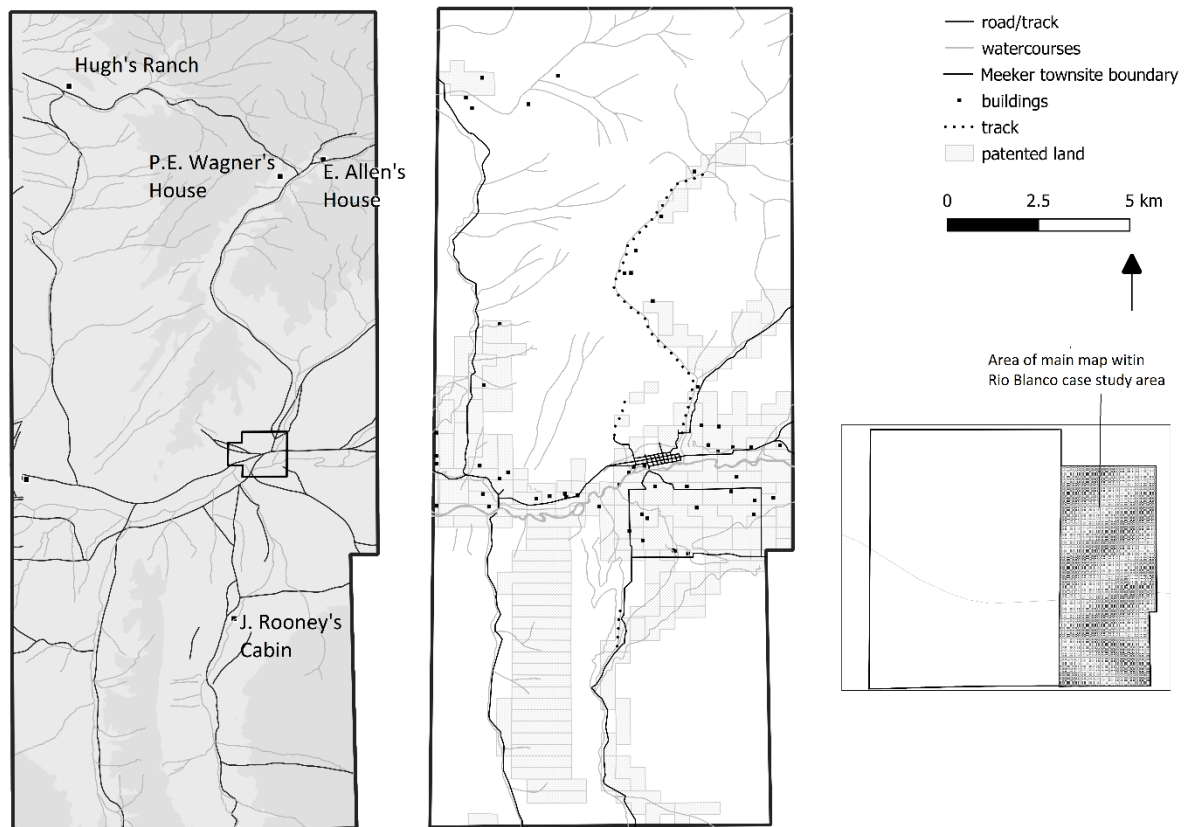 Hugh's Ranch
P.E. Wagner's
House
E. Allen's
House
J. Rooney's
Cabin
road/track
watercourses
Meeker townsite boundary
buildings
track
patented land
0 2.5 5 km
Area of main map witin
Rio Blanco case study area